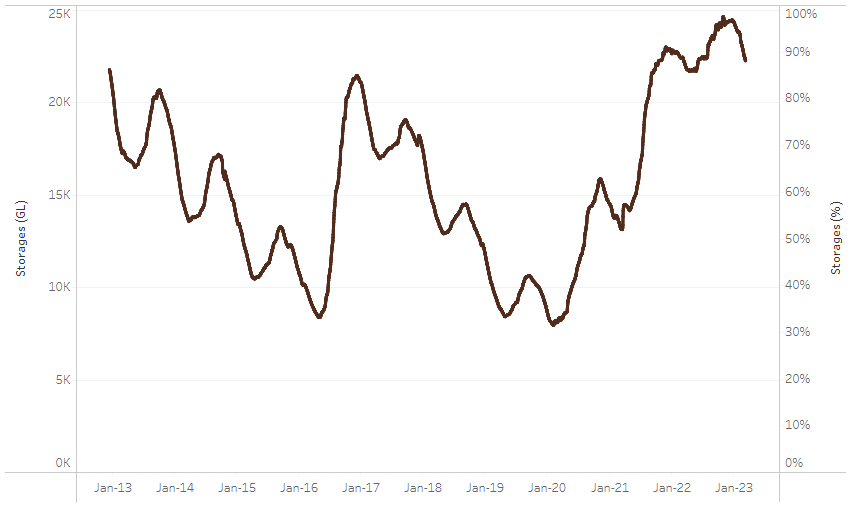 25K
20K
15K
10K
5K
0K
Storages (GL)
100%
90%
80%
70%
60%
50%
40%
30%
20%
10%
0%
Storages (%)
Jan-13 Jan-14 Jan-15 Jan-16 Jan-17 Jan-18 Jan-19 Jan-20 Jan-21 Jan-22 Jan-23